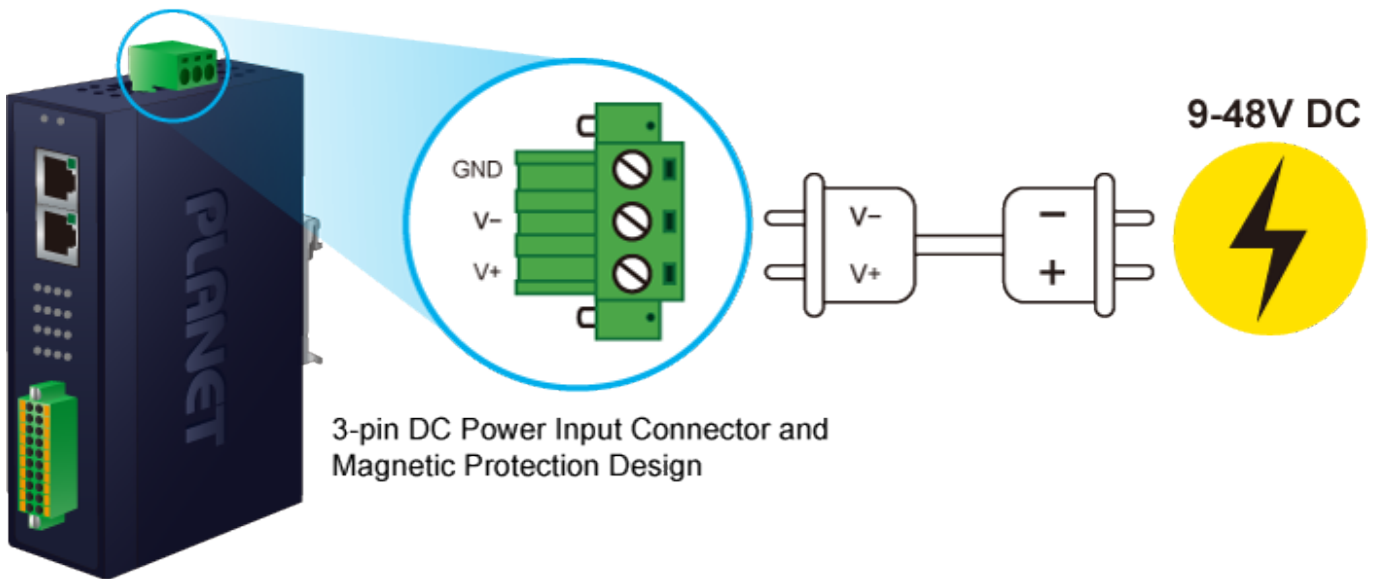 PLANET
GND
V−
V+
3-pin DC Power Input Connector and
Magnetic Protection Design
V−
V+
−
+
9-48V DC